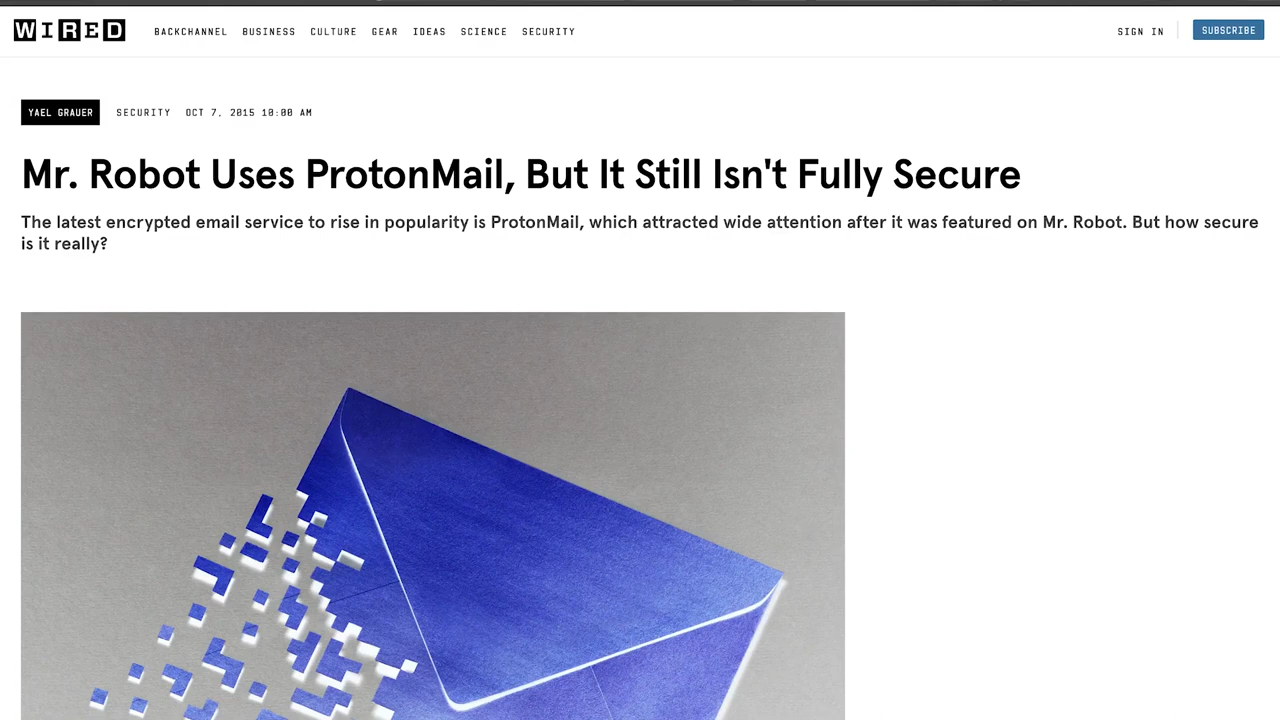 WIRED BACKCHANNEL BUSINESS CULTURE GEAR IDEAS SCIENCE SECURITY SIGN IN SUBSCRIBE
YAEL GRAUER SECURITY OCT 7, 2015 10:00 AM
Mr. Robot Uses ProtonMail, But It Still Isn't Fully Secure
The latest encrypted email service to rise in popularity is ProtonMail, which attracted wide attention after it was featured on Mr. Robot. But how secure
is it really?